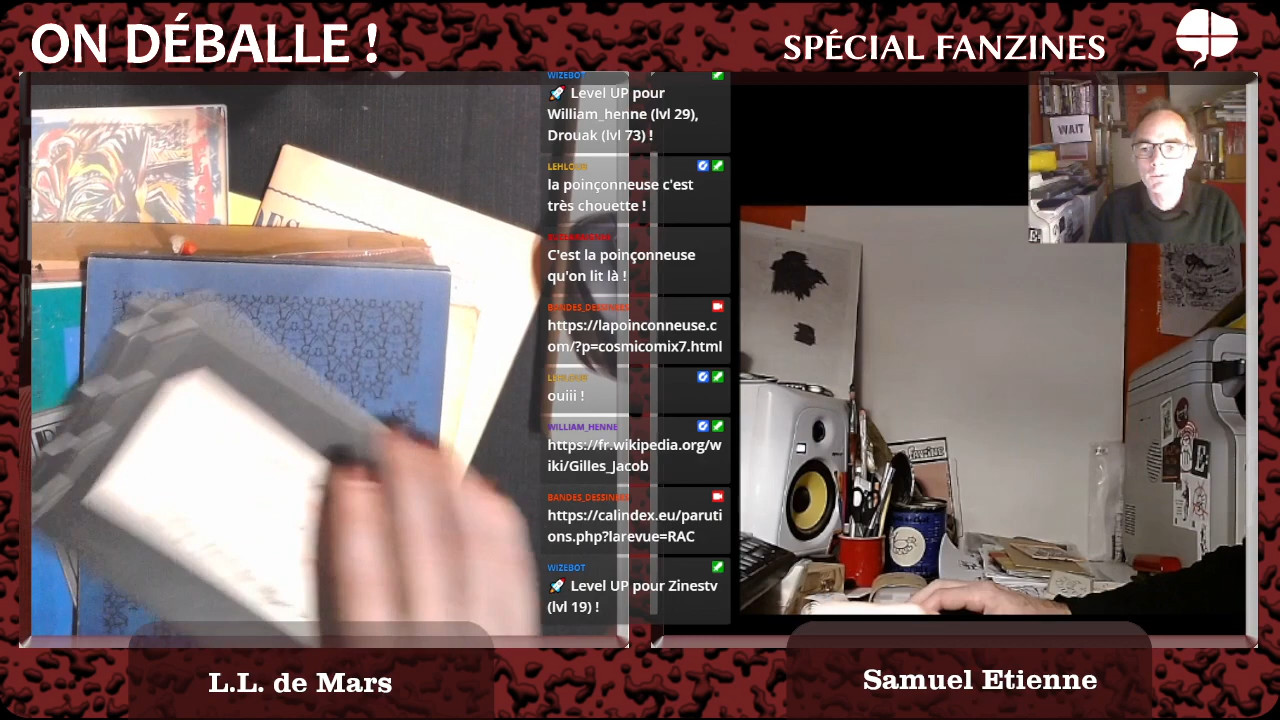 ON DÉBALLE !
SPÉCIAL FANZINES
WIZEBOT
🚀 Level UP pour
William_henne (lvl 29),
Drouak (lvl 73) !
la poinçonneuse c'est
très chouette !
C'est la poinçonneuse
qu'on lit là !
BANDES_DESSINEES
https://lapoinconneuse.c
om/?p=cosmicomix7.html
ouiii !
WILLIAM_HENNE
https://fr.wikipedia.org/w
iki/Gilles_Jacob
BANDES_DESSINEES
https://calindex.eu/paruti
ons.php?larevue=RAC
WIZEBOT
🚀 Level UP pour Zinestv
(lvl 19) !
WAIT
L.L. de Mars
Samuel Etienne